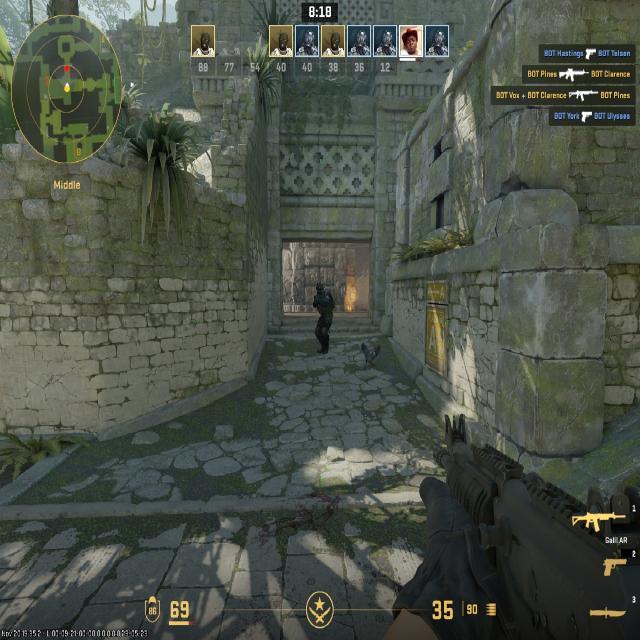 8:18
88 77 54 40 40 38 36 12
BOT Hastings BOT Telsen
BOT Pines BOT Clarence
BOT Vox + BOT Clarence BOT Pines
BOT York BOT Ulysses
B
Middle
1
Galil AR
2
3
86 69
35 90